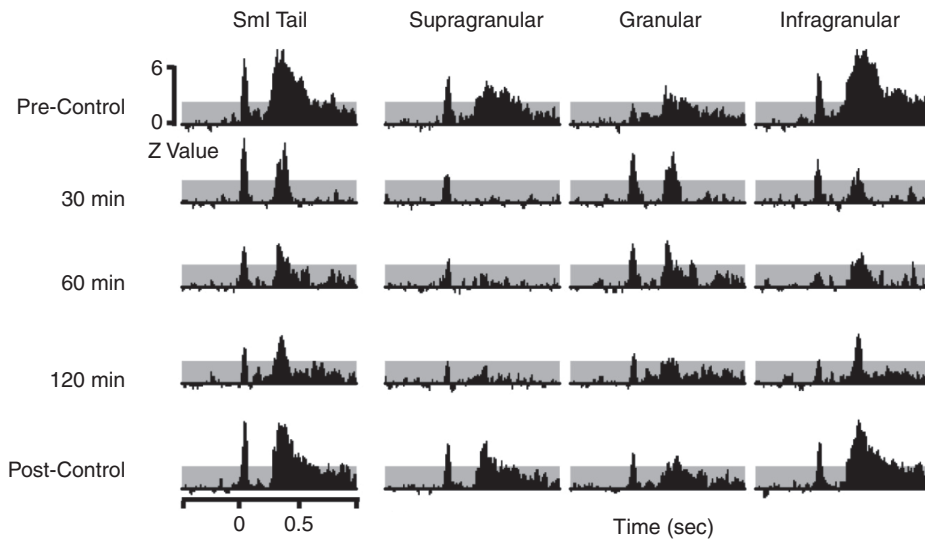 SmI Tail Supragranular Granular Infragranular
6
Pre-Control
0
Z Value
30 min
60 min
120 min
Post-Control
0 0.5
Time (sec)